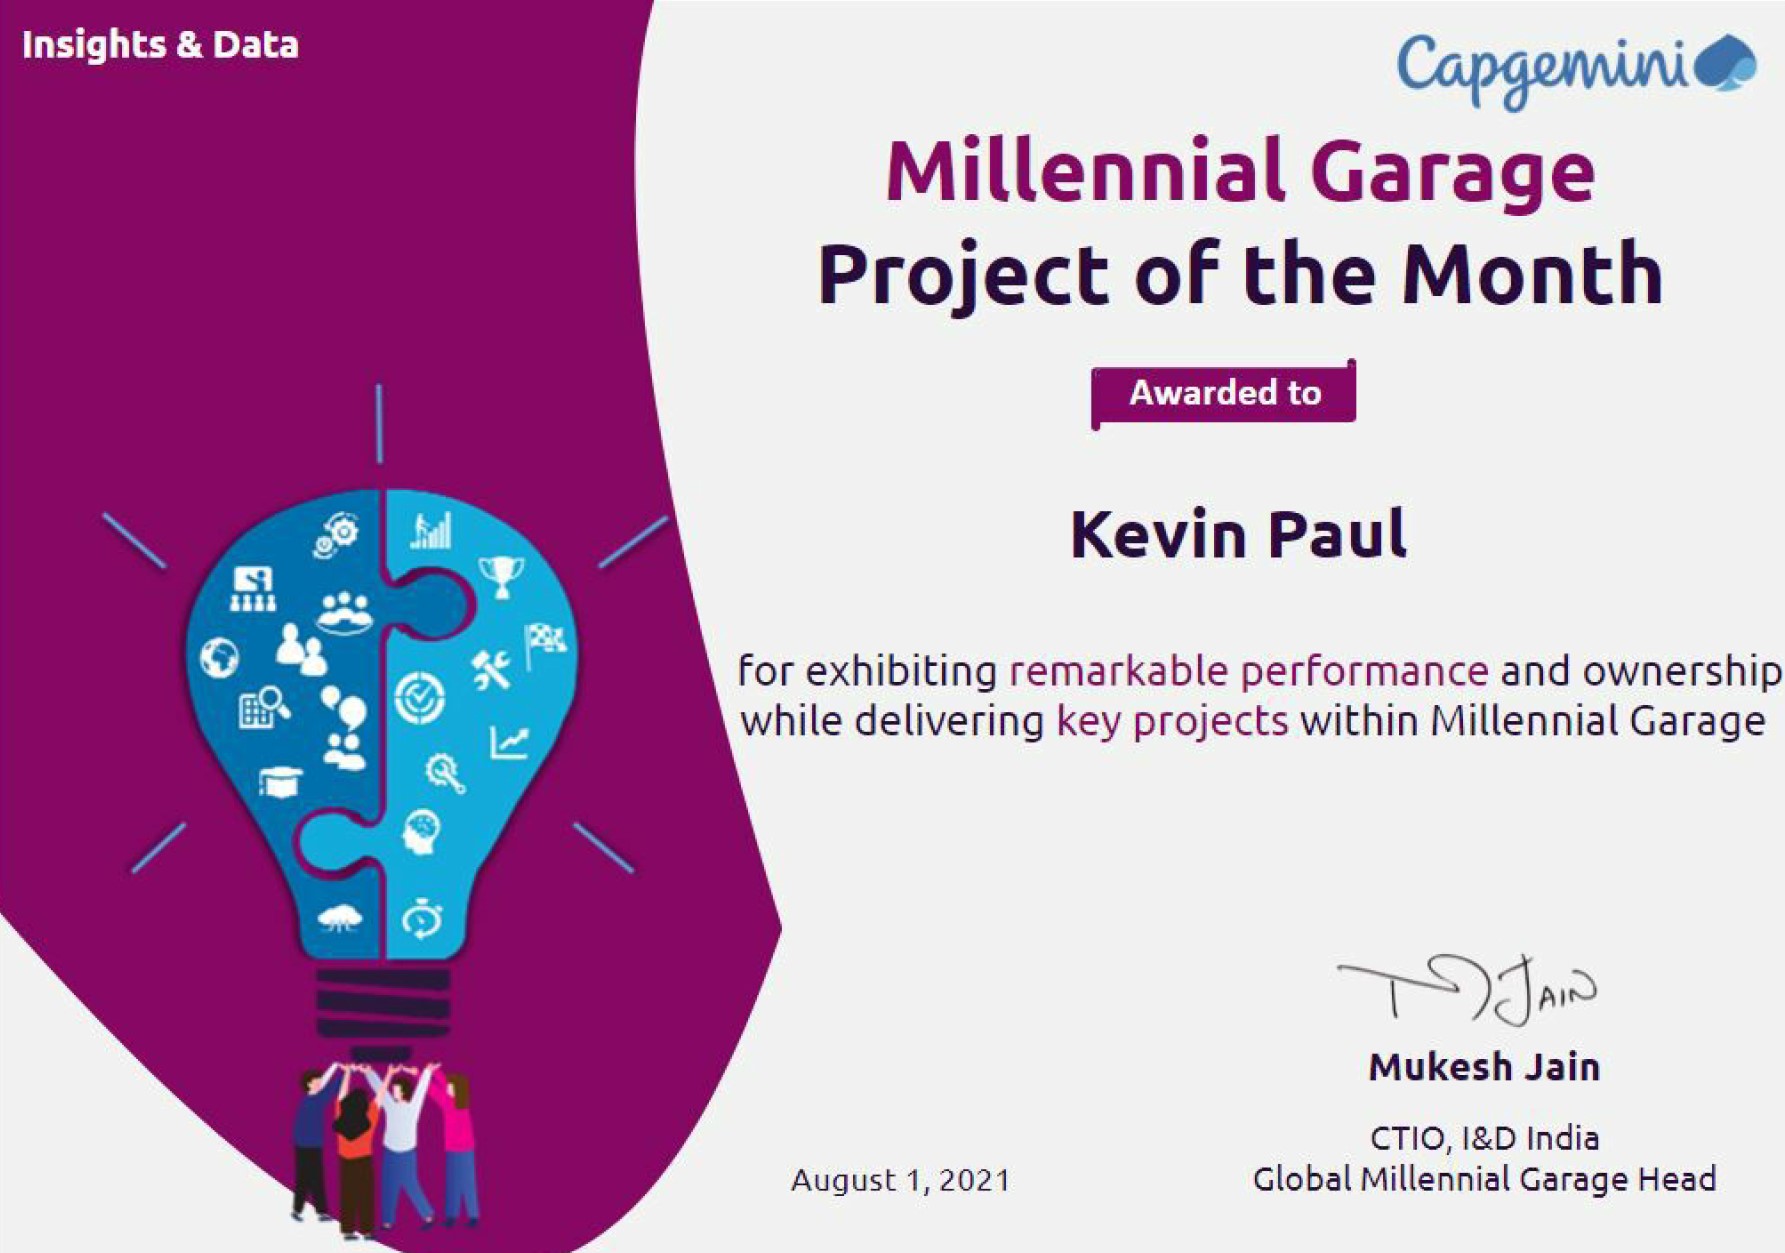 Insights & Data
Capgemini
Millennial Garage
Project of the Month
Awarded to
Kevin Paul
for exhibiting remarkable performance and ownership
while delivering key projects within Millennial Garage
M Jain
Mukesh Jain
CTIO, I&D India
August 1, 2021
Global Millennial Garage Head